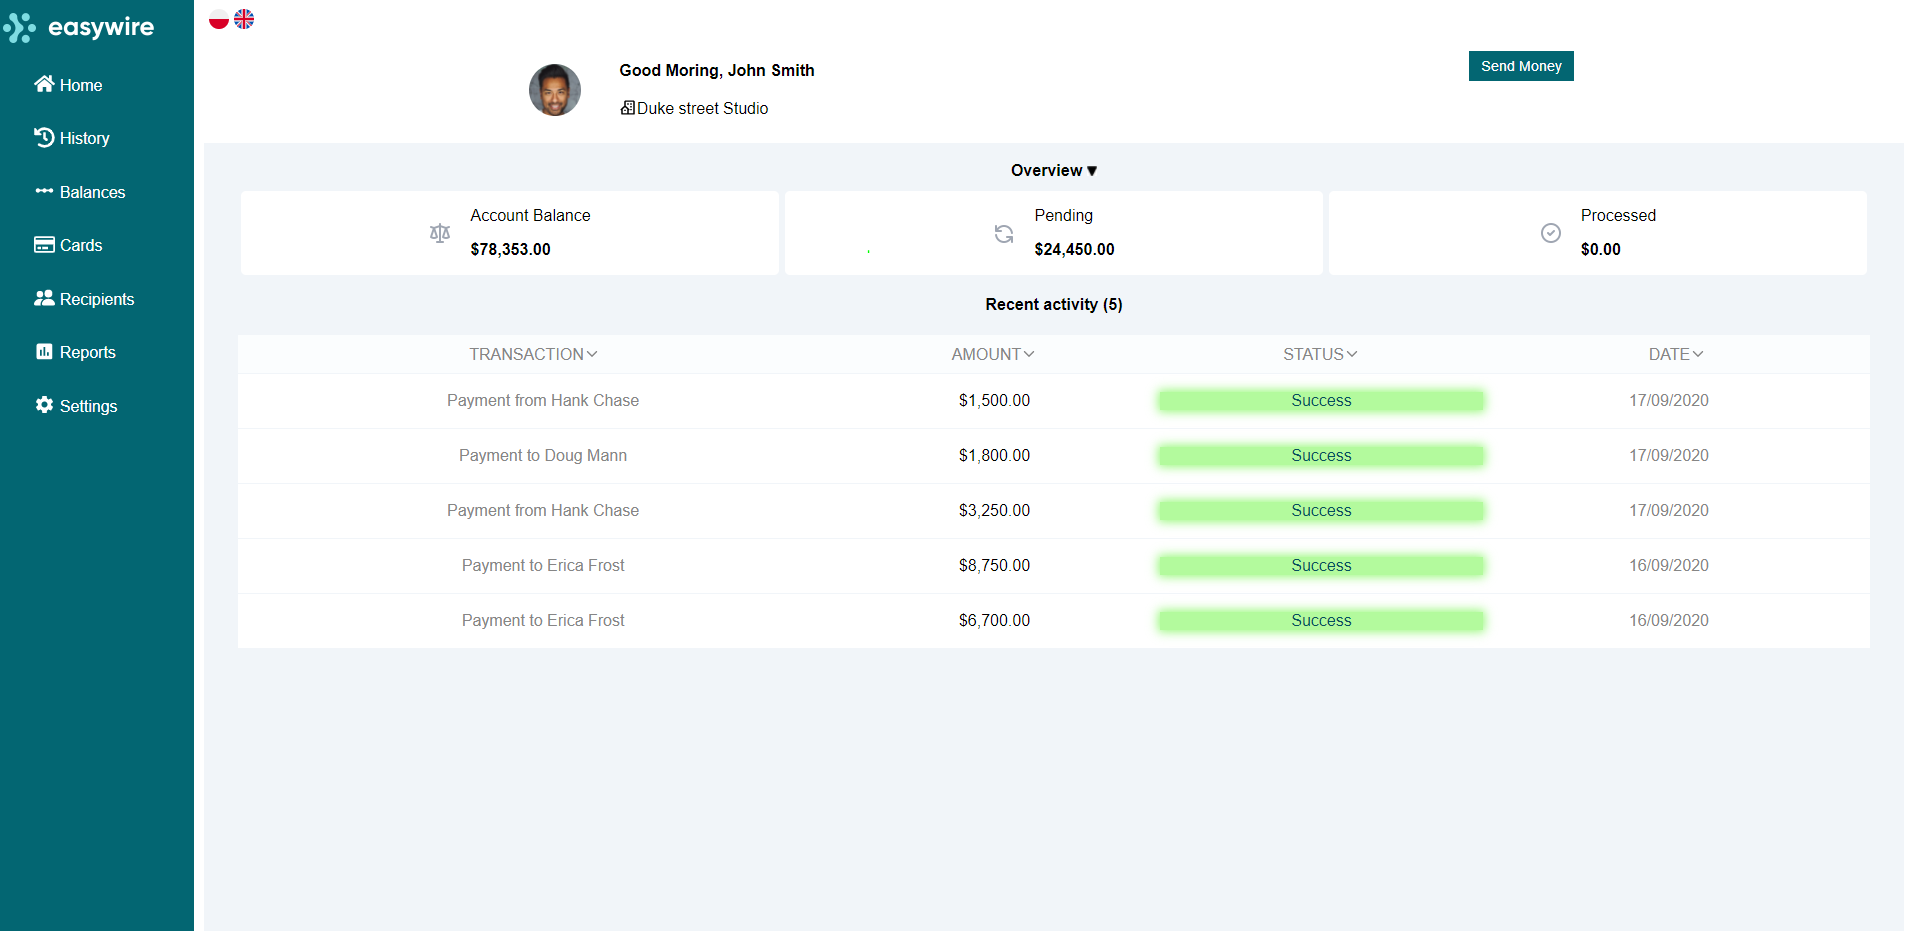 easywire
Home
History
Balances
Cards
Recipients
Reports
Settings
Good Moring, John Smith
Duke street Studio
Send Money
Overview ▼
Account Balance
$78,353.00
Pending
$24,450.00
Processed
$0.00
Recent activity (5)
TRANSACTION AMOUNT STATUS DATE
Payment from Hank Chase $1,500.00 Success 17/09/2020
Payment to Doug Mann $1,800.00 Success 17/09/2020
Payment from Hank Chase $3,250.00 Success 17/09/2020
Payment to Erica Frost $8,750.00 Success 16/09/2020
Payment to Erica Frost $6,700.00 Success 16/09/2020